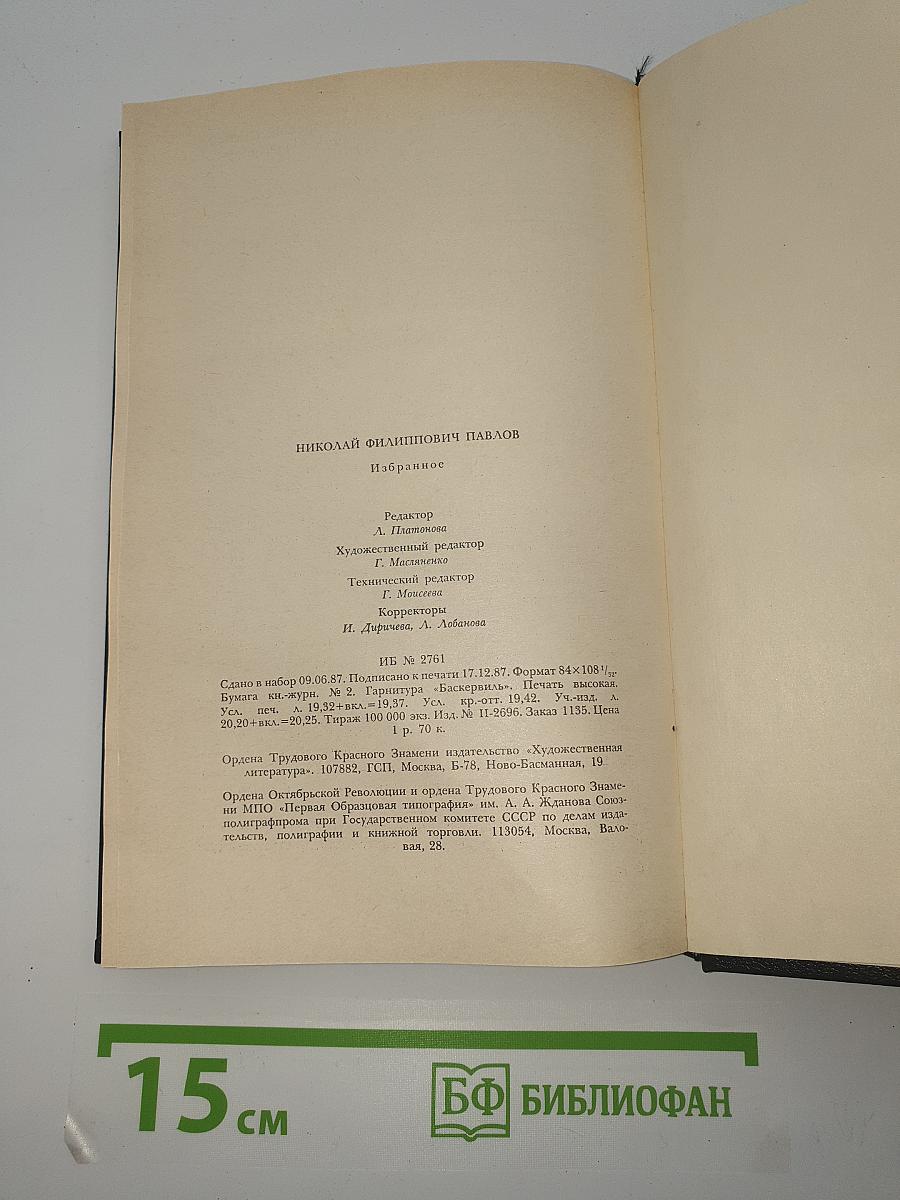 НИКОЛАЙ ФИЛИППОВИЧ ПАВЛОВ
Избранное
Редактор
Л. Платонова
Художественный редактор
Г. Масляненко
Технический редактор
Г. Моисеева
Корректоры
И. Диричева, Л. Лобанова
ИБ № 2761
Сдано в набор 09.06.87. Подписано к печати 17.12.87. Формат 84×108 1/32.
Бумага кн.-журн. № 2. Гарнитура «Баскервиль». Печать высокая.
Усл. печ. л. 19,32+вкл.=19,37. Усл. кр.-отт. 19,42. Уч.-изд. л.
20,20+вкл.=20,25. Тираж 100 000 экз. Изд. № II-2696. Заказ 1135. Цена
1 р. 70 к.
Ордена Трудового Красного Знамени издательство «Художественная
литература». 107882, ГСП, Москва, Б-78, Ново-Басманная, 19
Ордена Октябрьской Революции и ордена Трудового Красного Знаме-
ни МПО «Первая Образцовая типография» им. А. А. Жданова Союз-
полиграфпрома при Государственном комитете СССР по делам изда-
тельств, полиграфии и книжной торговли. 113054, Москва, Вало-
вая, 28.
15 см
БФ БИБЛИОФАН